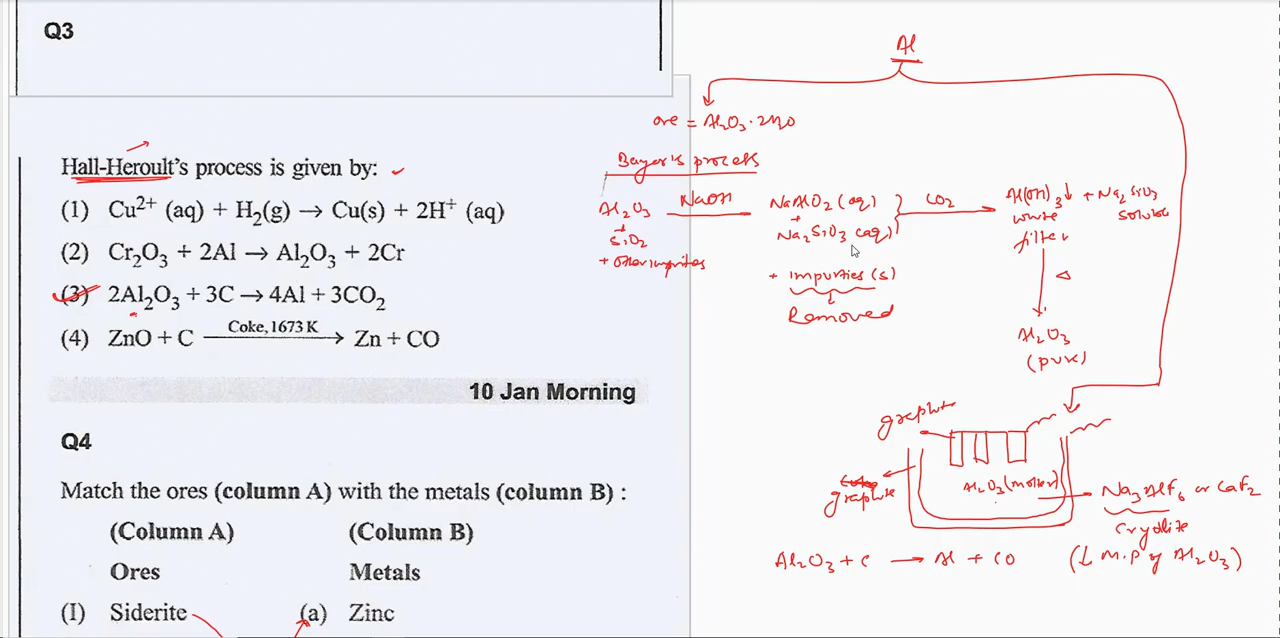 Q3
Hall-Heroult's process is given by:
(1) Cu²⁺ (aq) + H₂(g) → Cu(s) + 2H⁺ (aq)
(2) Cr₂O₃ + 2Al → Al₂O₃ + 2Cr
(3) 2Al₂O₃ + 3C → 4Al + 3CO₂
(4) ZnO + C Coke, 1673 K → Zn + CO
10 Jan Morning
Q4
Match the ores (column A) with the metals (column B) :
(Column A) (Column B)
Ores Metals
(I) Siderite (a) Zinc
Al
ore = Al₂O₃·2H₂O
Bayer's process
Al₂O₃ NaOH → NaAlO₂ (aq) CO₂ → Al(OH)₃↓ + Na₂SiO₃
+ + white soluble
SiO₂ Na₂SiO₃ (aq) filter
+ other impurities
+ impurties (s) Δ
Removed
Al₂O₃
(pure)
graphite
graphite
Al₂O₃ (molten)
Na₃AlF₆ or CaF₂
Cryolite
Al₂O₃ + C → Al + CO (↓ M.P of Al₂O₃)